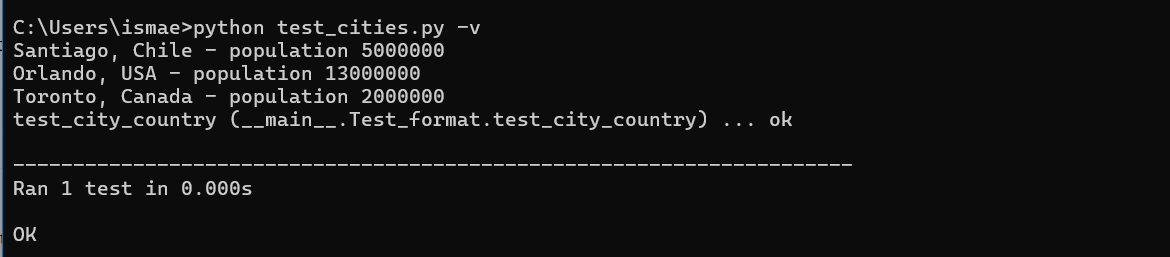 C:\Users\ismae>python test_cities.py -v
Santiago, Chile - population 5000000
Orlando, USA - population 13000000
Toronto, Canada - population 2000000
test_city_country (__main__.Test_format.test_city_country) ... ok
----------------------------------------------------------------------
Ran 1 test in 0.000s
OK